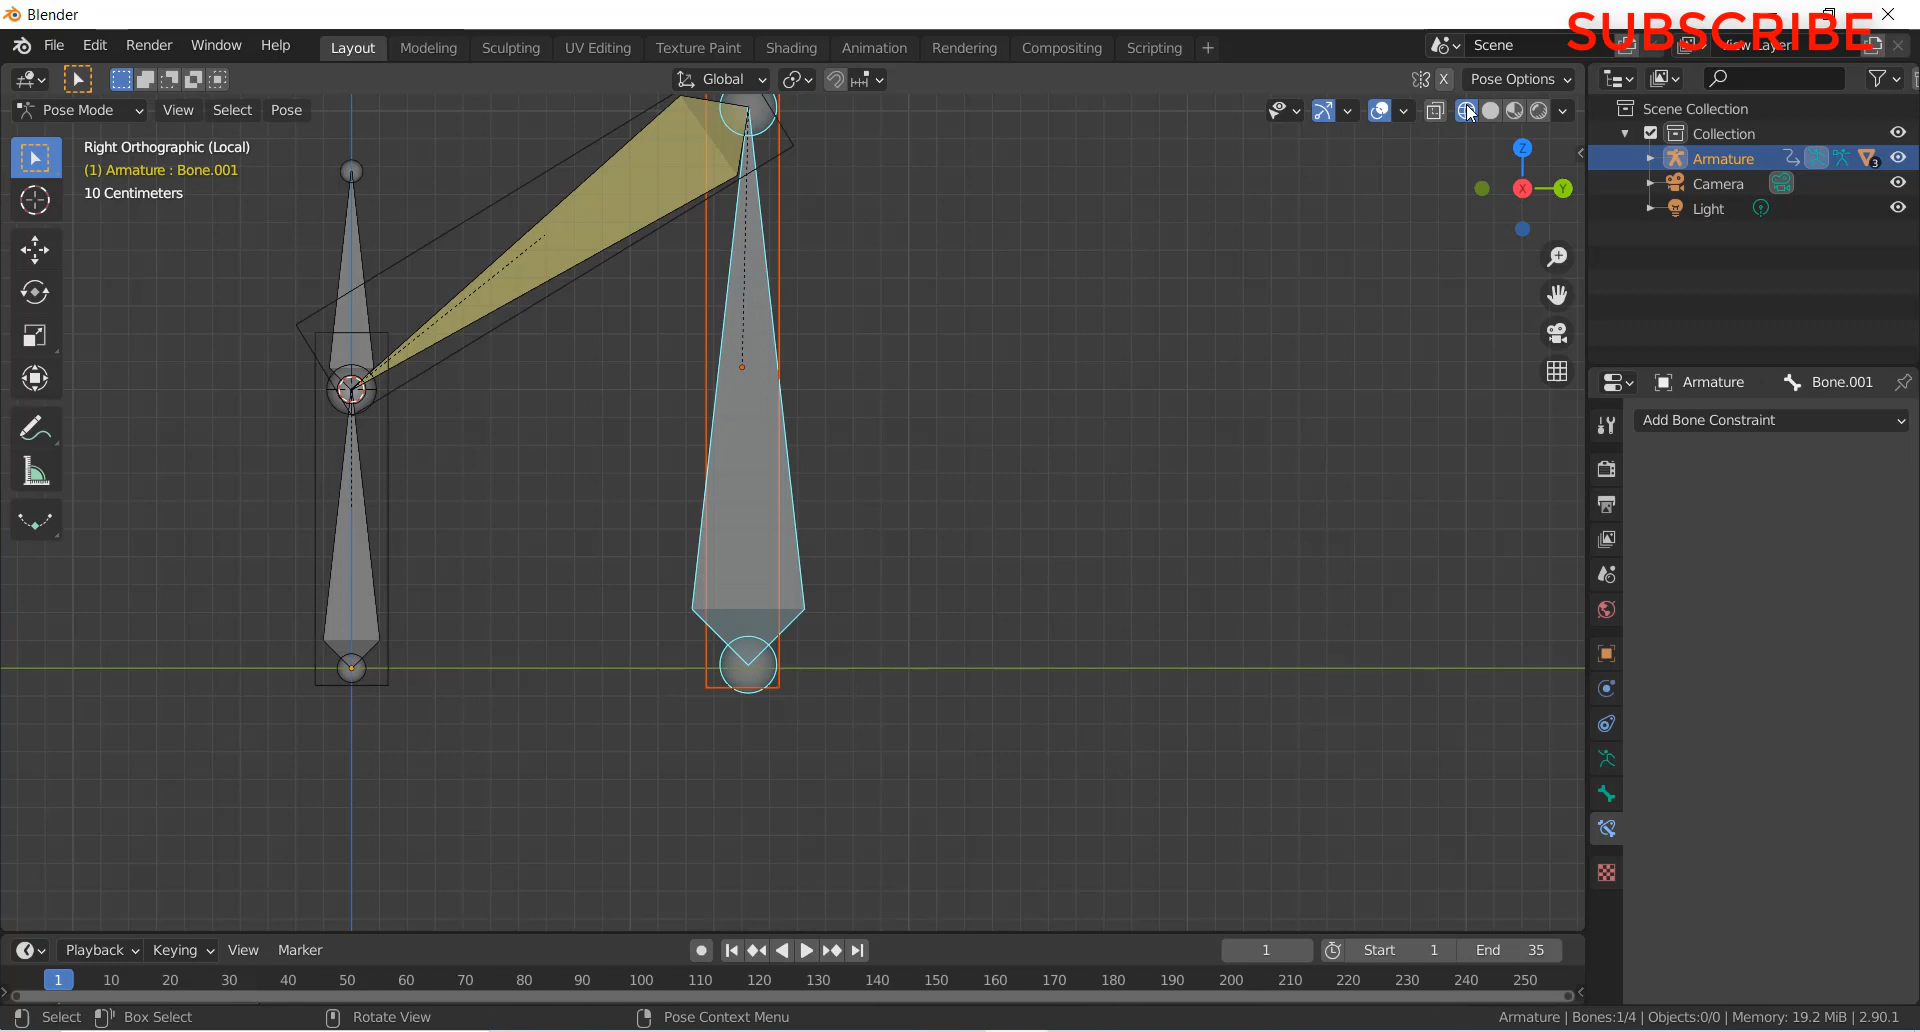 Blender
SUBSCRIBE
File Edit Render Window Help Layout Modeling Sculpting UV Editing Texture Paint Shading Animation Rendering Compositing Scripting + Scene View Layer
Global X Pose Options
Pose Mode View Select Pose
Right Orthographic (Local)
(1) Armature : Bone.001
10 Centimeters
Z
X
Y
Scene Collection
Collection
Armature 3
Camera
Light
Armature Bone.001
Add Bone Constraint
Playback Keying View Marker 1 Start 1 End 35
1 10 20 30 40 50 60 70 80 90 100 110 120 130 140 150 160 170 180 190 200 210 220 230 240 250
Select Box Select Rotate View Pose Context Menu Armature | Bones:1/4 | Objects:0/0 | Memory: 19.2 MiB | 2.90.1